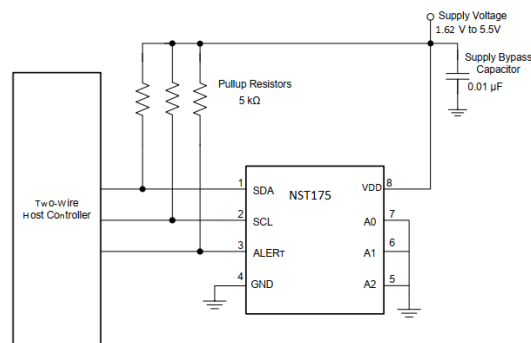 Supply Voltage
1.62 V to 5.5V
Supply Bypass
Capacitor
0.01 µF
Pullup Resistors
5 kΩ
Two-Wire
Host Controller
NST175
1
SDA
2
SCL
3
ALERT
4
GND
VDD
8
A0
7
A1
6
A2
5